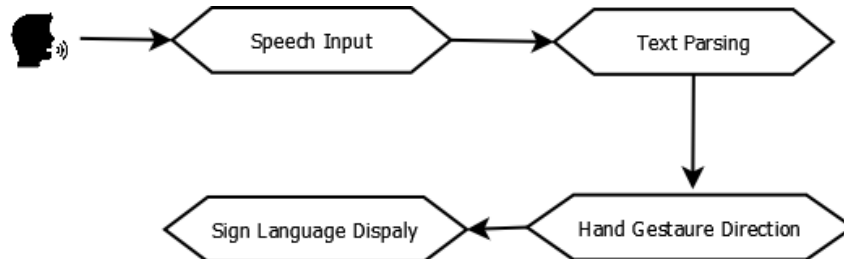 Speech Input
Text Parsing
Sign Language Dispaly
Hand Gestaure Direction